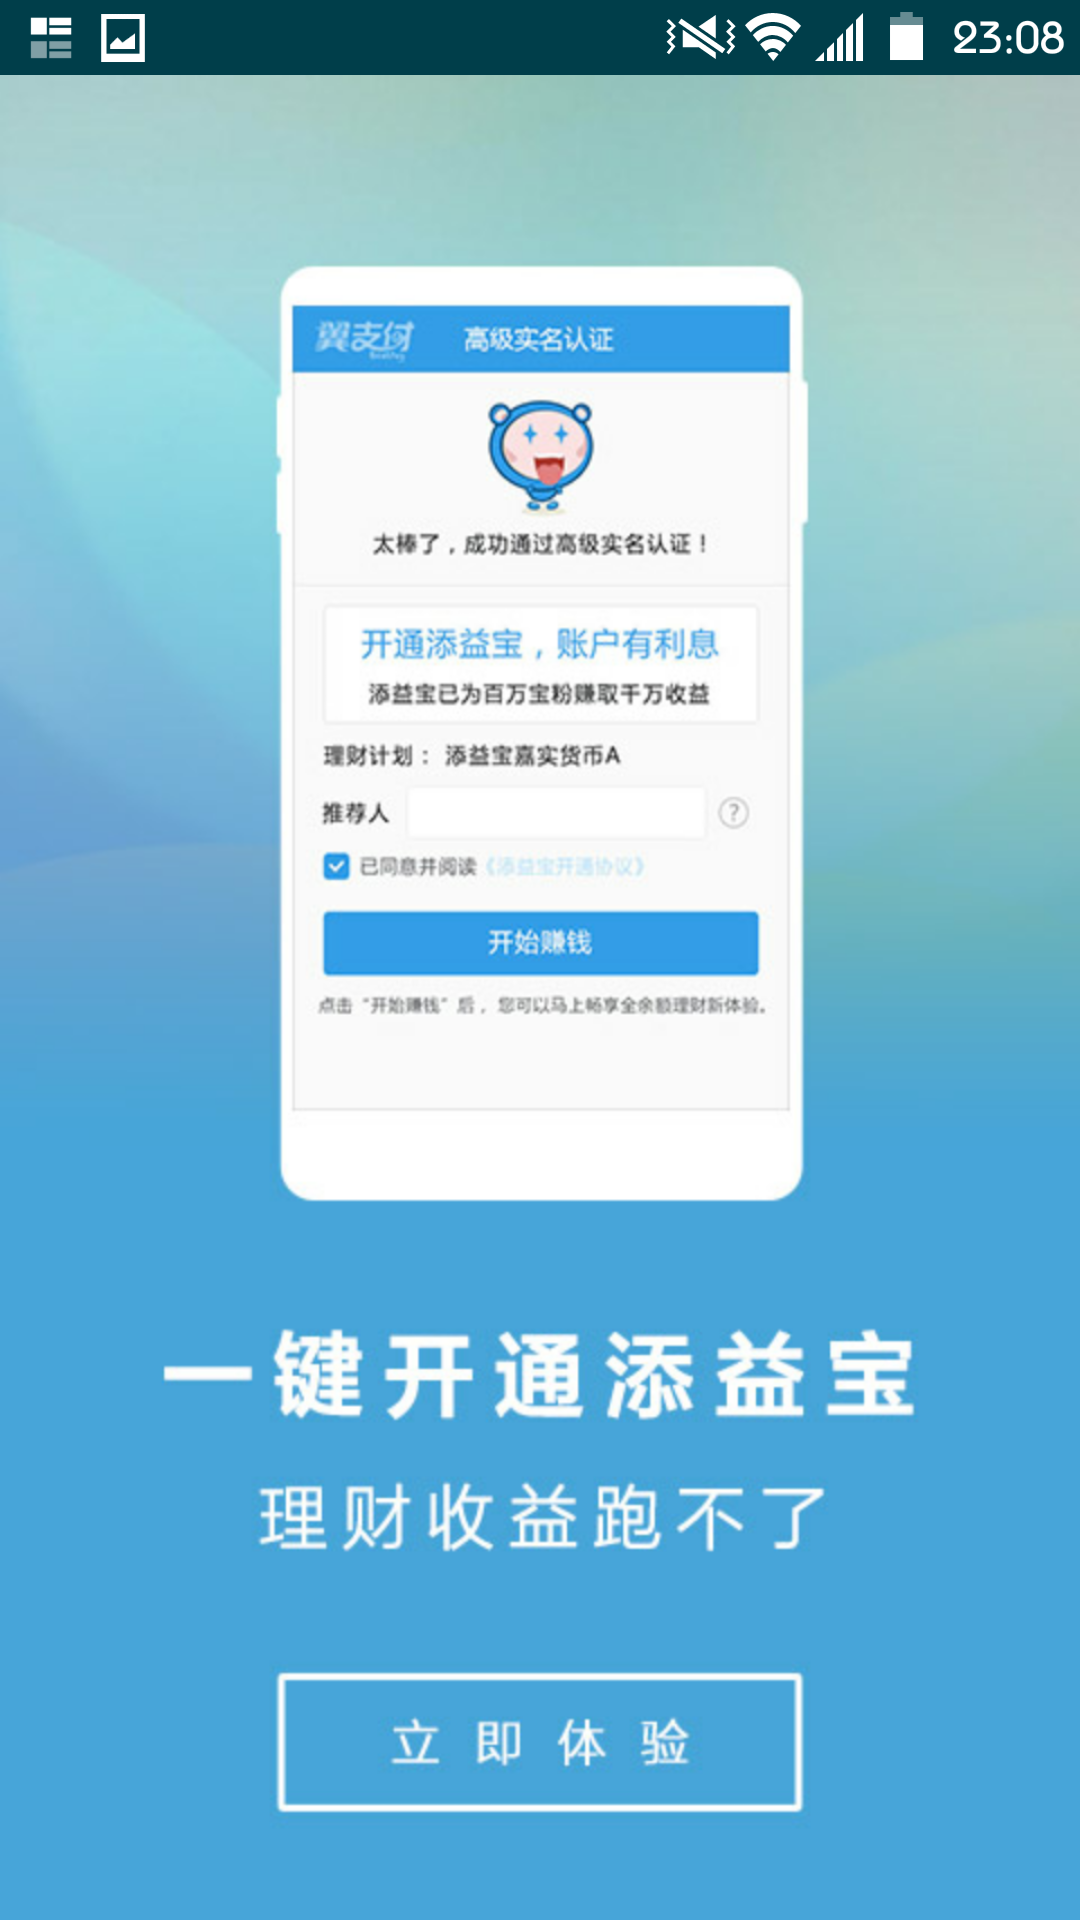 23:08
翼支付 高级实名认证
太棒了，成功通过高级实名认证！
开通添益宝，账户有利息
添益宝已为百万宝粉赚取千万收益
理财计划： 添益宝嘉实货币A
推荐人 ?
已同意并阅读《添益宝开通协议》
开始赚钱
点击“开始赚钱”后，您可以马上畅享全余额理财新体验。
一键开通添益宝
理财收益跑不了
立即体验